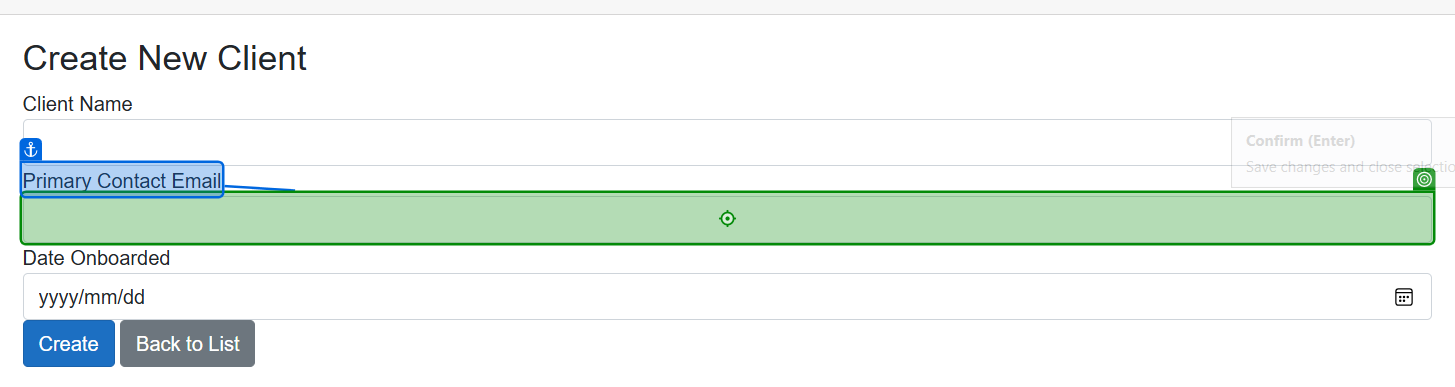 Create New Client
Client Name
Confirm (Enter)
Save changes and close selectio
Primary Contact Email
Date Onboarded
yyyy/mm/dd
Create Back to List